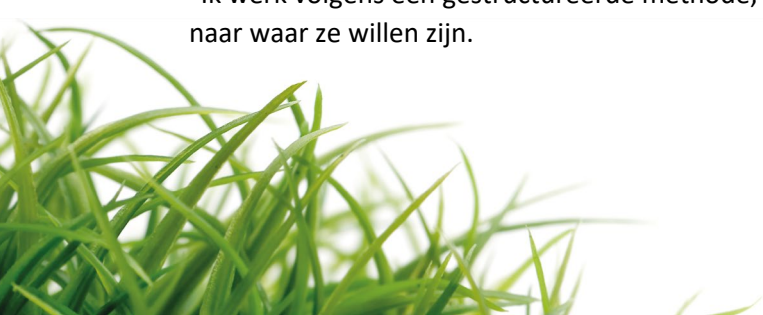 Ik werk volgens een gestructureerde methode,
naar waar ze willen zijn.